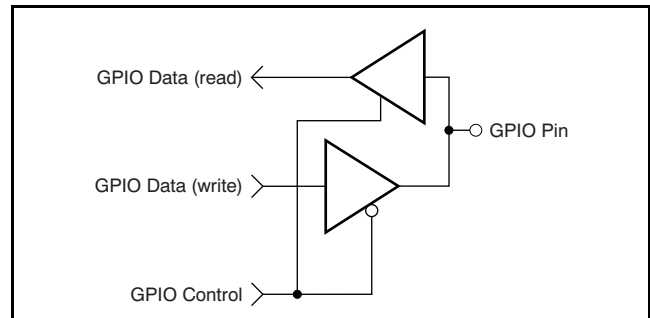 GPIO Data (read)
GPIO Pin
GPIO Data (write)
GPIO Control